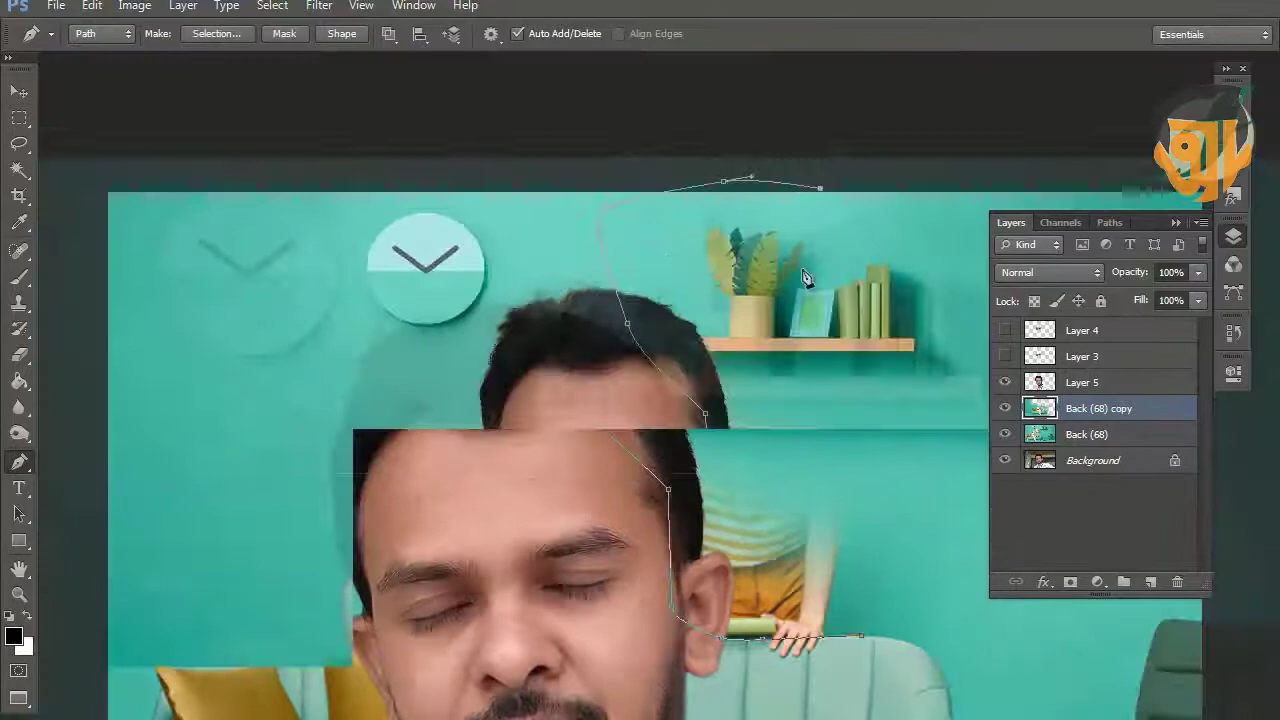 Ps File Edit Image Layer Type Select Filter View Window Help
Path Make: Selection... Mask Shape Auto Add/Delete Align Edges Essentials
Layers Channels Paths
Kind
Normal Opacity: 100%
Lock: Fill: 100%
Layer 4
Layer 3
Layer 5
Back (68) copy
Back (68)
Background
fx
T